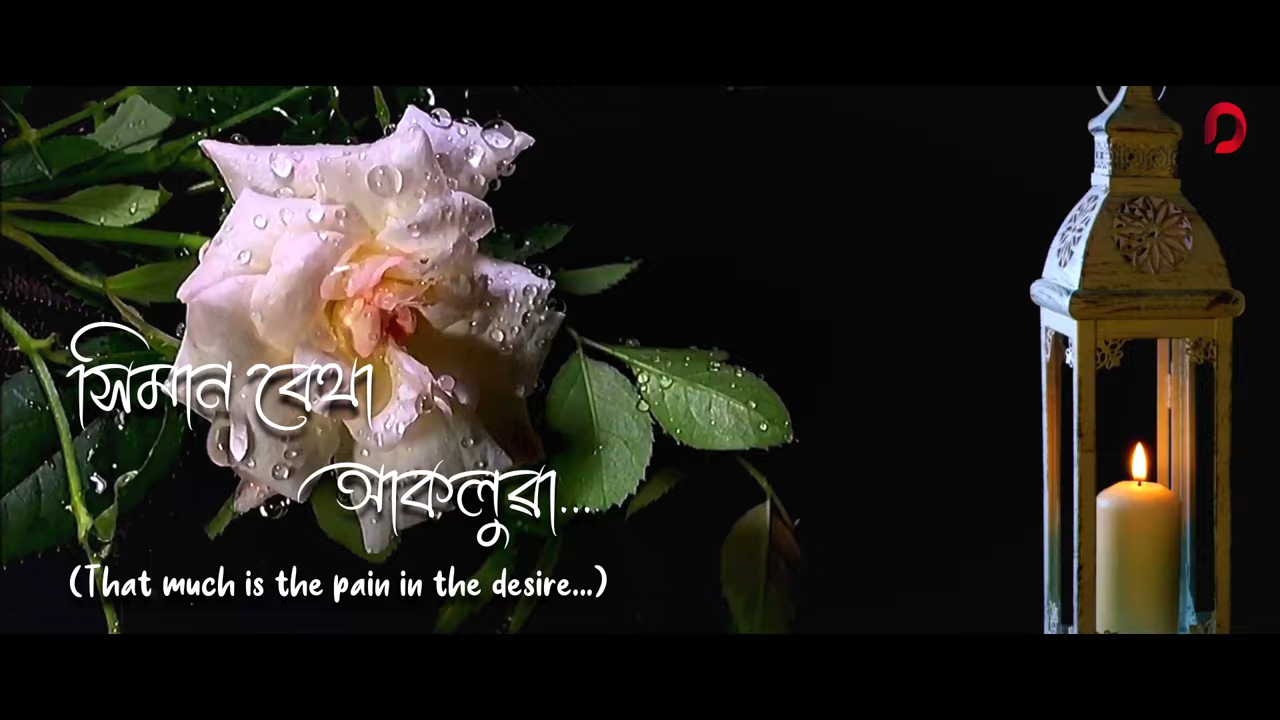 সিমান বেথা
আকলুৱা...
(That much is the pain in the desire...)